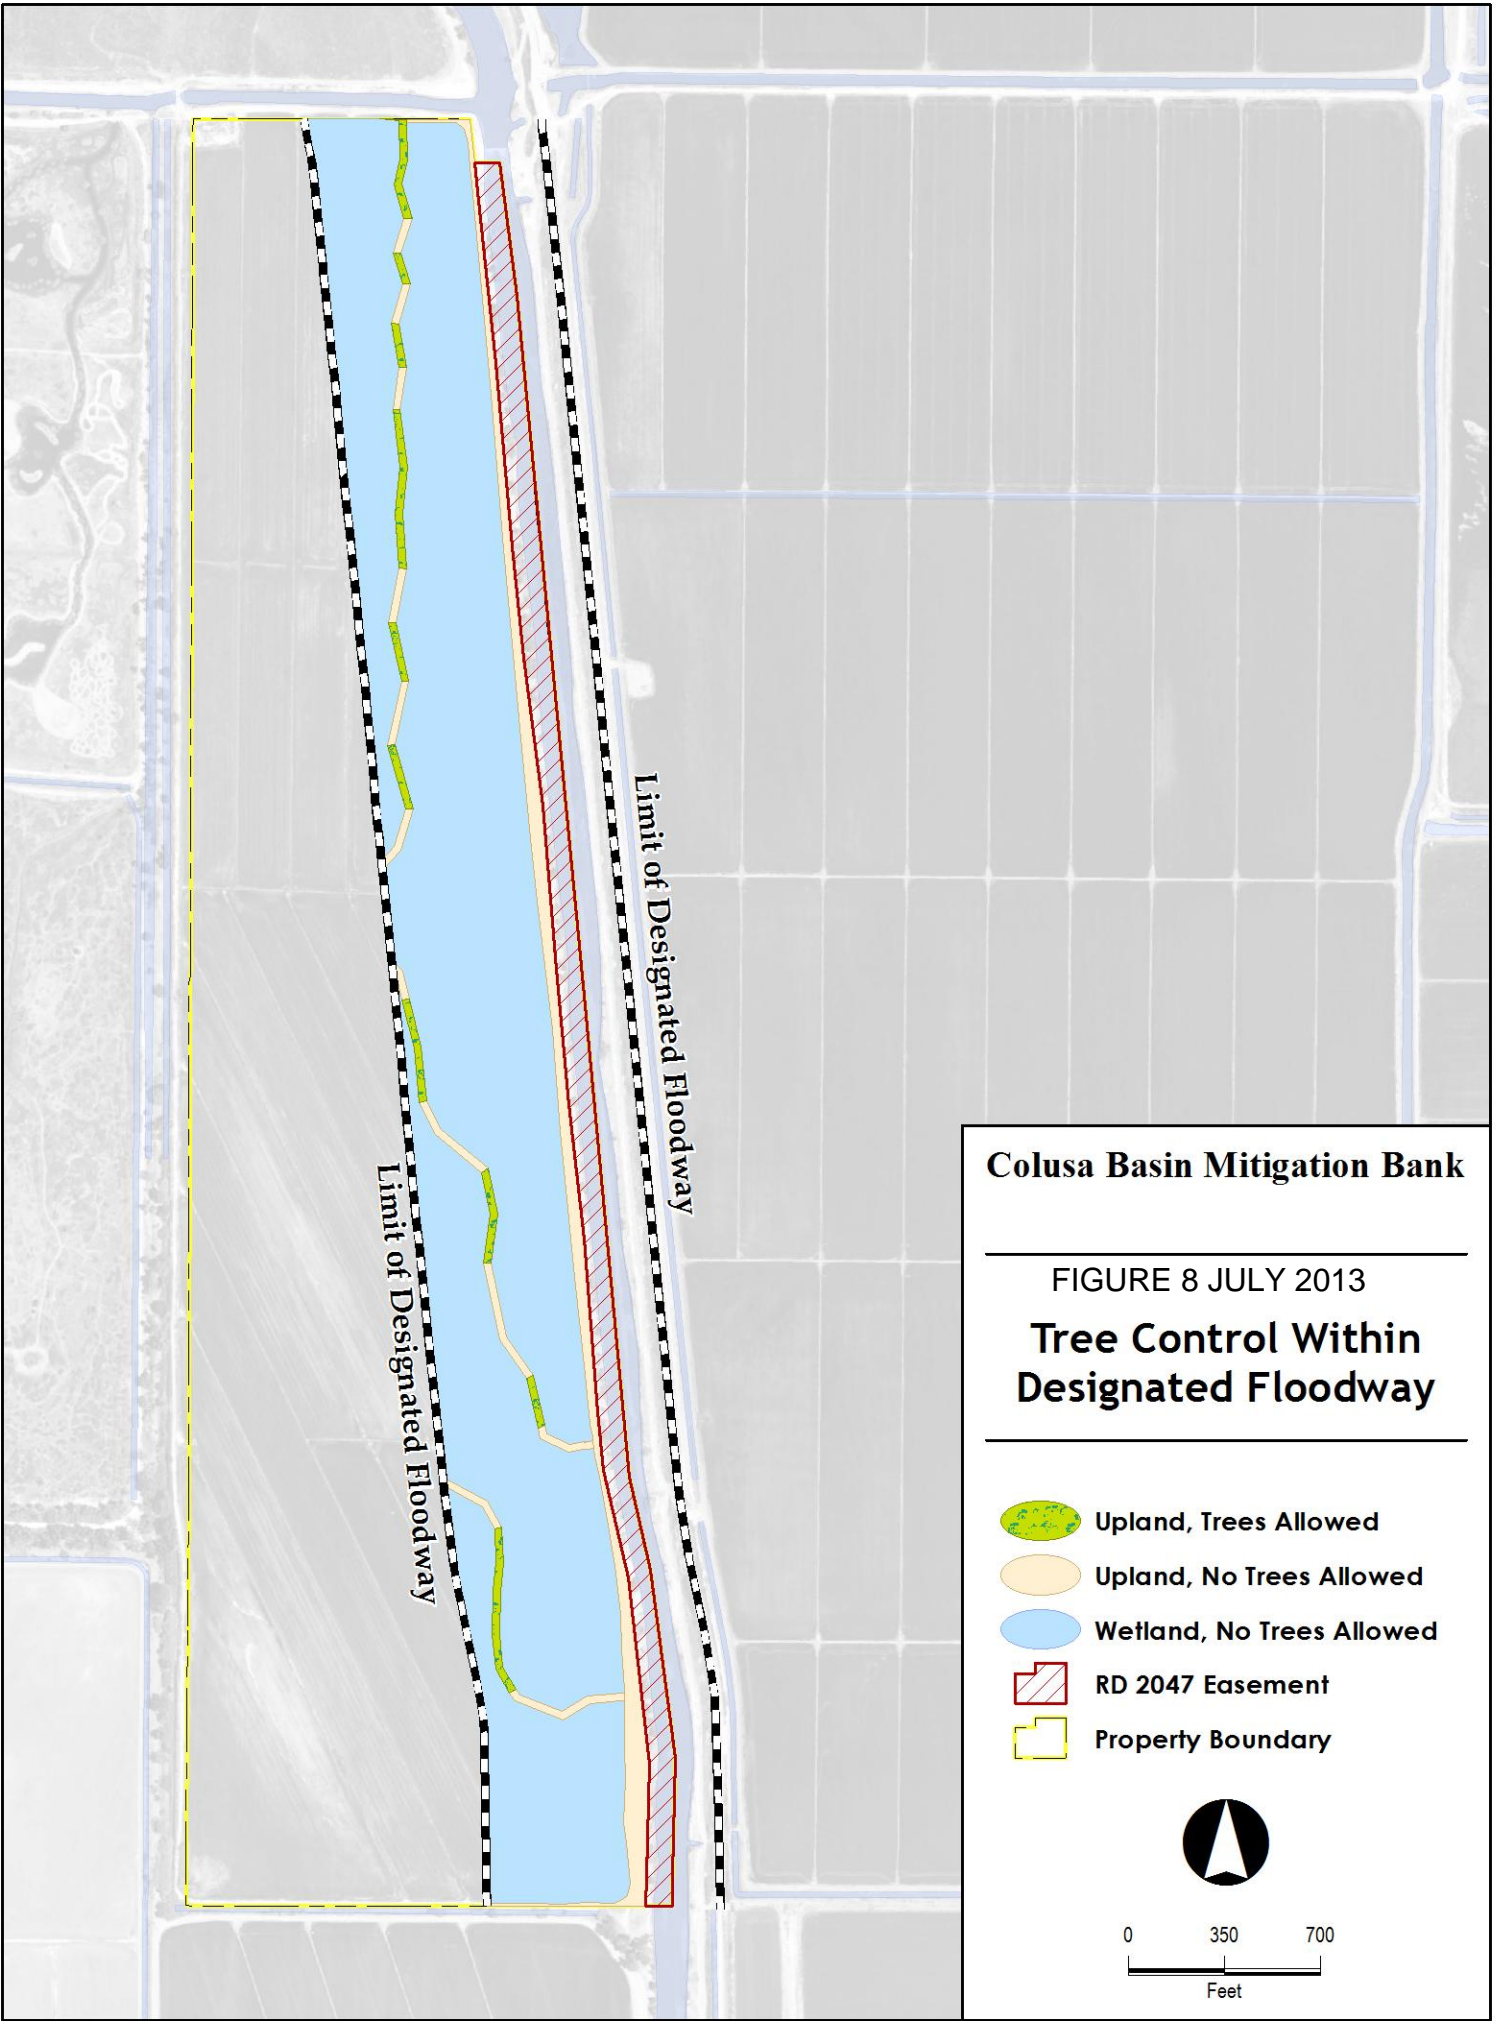 Limit of Designated Floodway
Limit of Designated Floodway
Colusa Basin Mitigation Bank
FIGURE 8 JULY 2013
Tree Control Within
Designated Floodway
Upland, Trees Allowed
Upland, No Trees Allowed
Wetland, No Trees Allowed
RD 2047 Easement
Property Boundary
0 350 700
Feet